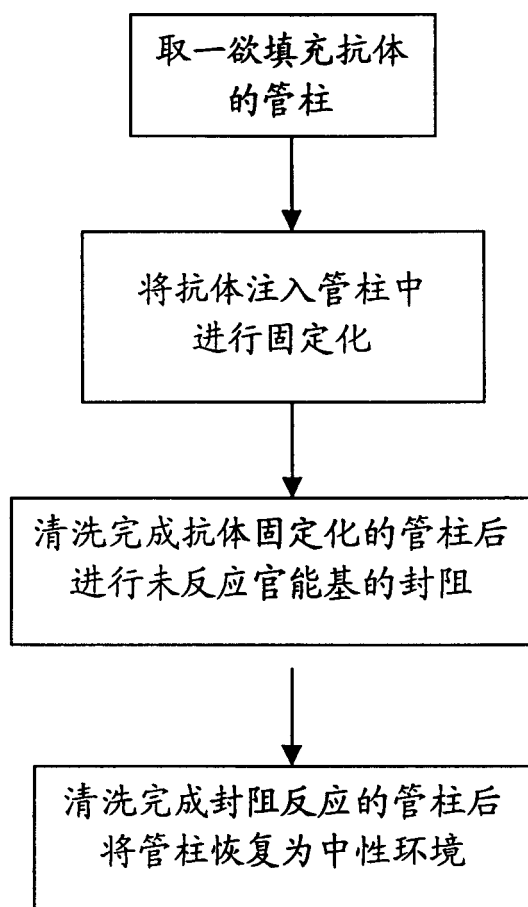 取一欲填充抗体
的管柱
将抗体注入管柱中
进行固定化
清洗完成抗体固定化的管柱后
进行未反应官能基的封阻
清洗完成封阻反应的管柱后
将管柱恢复为中性环境